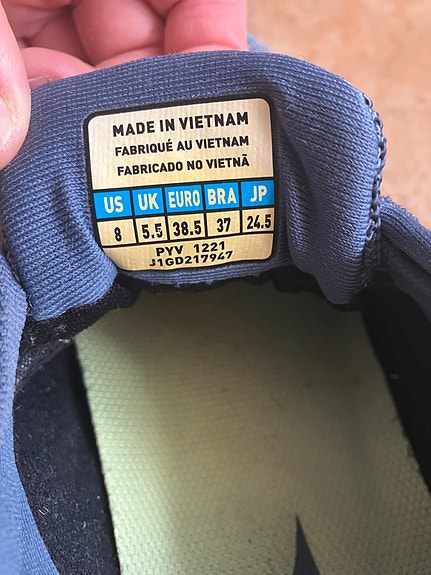 MADE IN VIETNAM
FABRIQUÉ AU VIETNAM
FABRICADO NO VIETNÃ
US UK EURO BRA JP
8 5.5 38.5 37 24.5
PYV 1221
J1GD217947